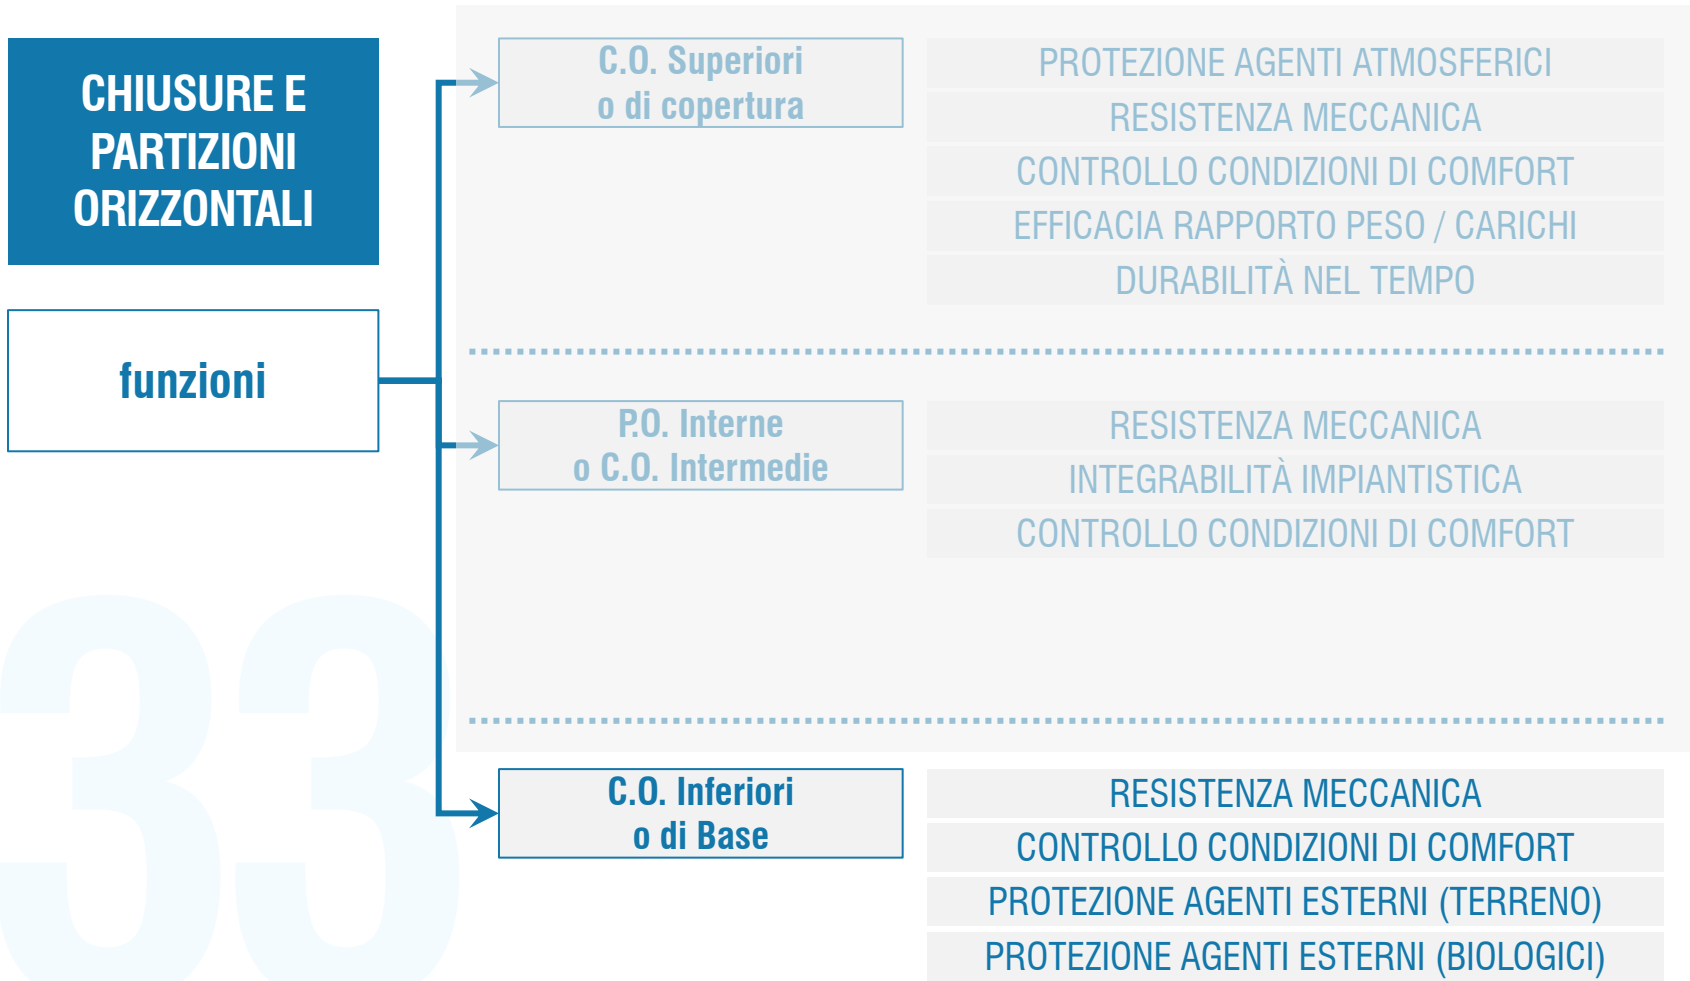 CHIUSURE E
PARTIZIONI
ORIZZONTALI
funzioni
C.O. Superiori
o di copertura
PROTEZIONE AGENTI ATMOSFERICI
RESISTENZA MECCANICA
CONTROLLO CONDIZIONI DI COMFORT
EFFICACIA RAPPORTO PESO / CARICHI
DURABILITÀ NEL TEMPO
P.O. Interne
o C.O. Intermedie
RESISTENZA MECCANICA
INTEGRABILITÀ IMPIANTISTICA
CONTROLLO CONDIZIONI DI COMFORT
C.O. Inferiori
o di Base
RESISTENZA MECCANICA
CONTROLLO CONDIZIONI DI COMFORT
PROTEZIONE AGENTI ESTERNI (TERRENO)
PROTEZIONE AGENTI ESTERNI (BIOLOGICI)
33